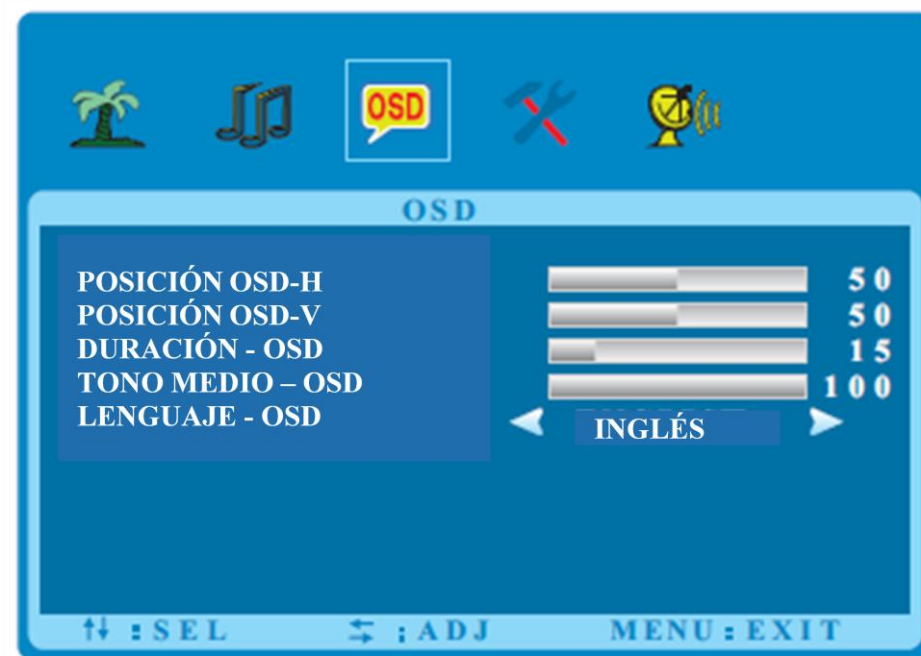 OSD
OSD
POSICIÓN OSD-H 50
POSICIÓN OSD-V 50
DURACIÓN - OSD 15
TONO MEDIO – OSD 100
LENGUAJE - OSD INGLÉS
:SEL :ADJ MENU:EXIT